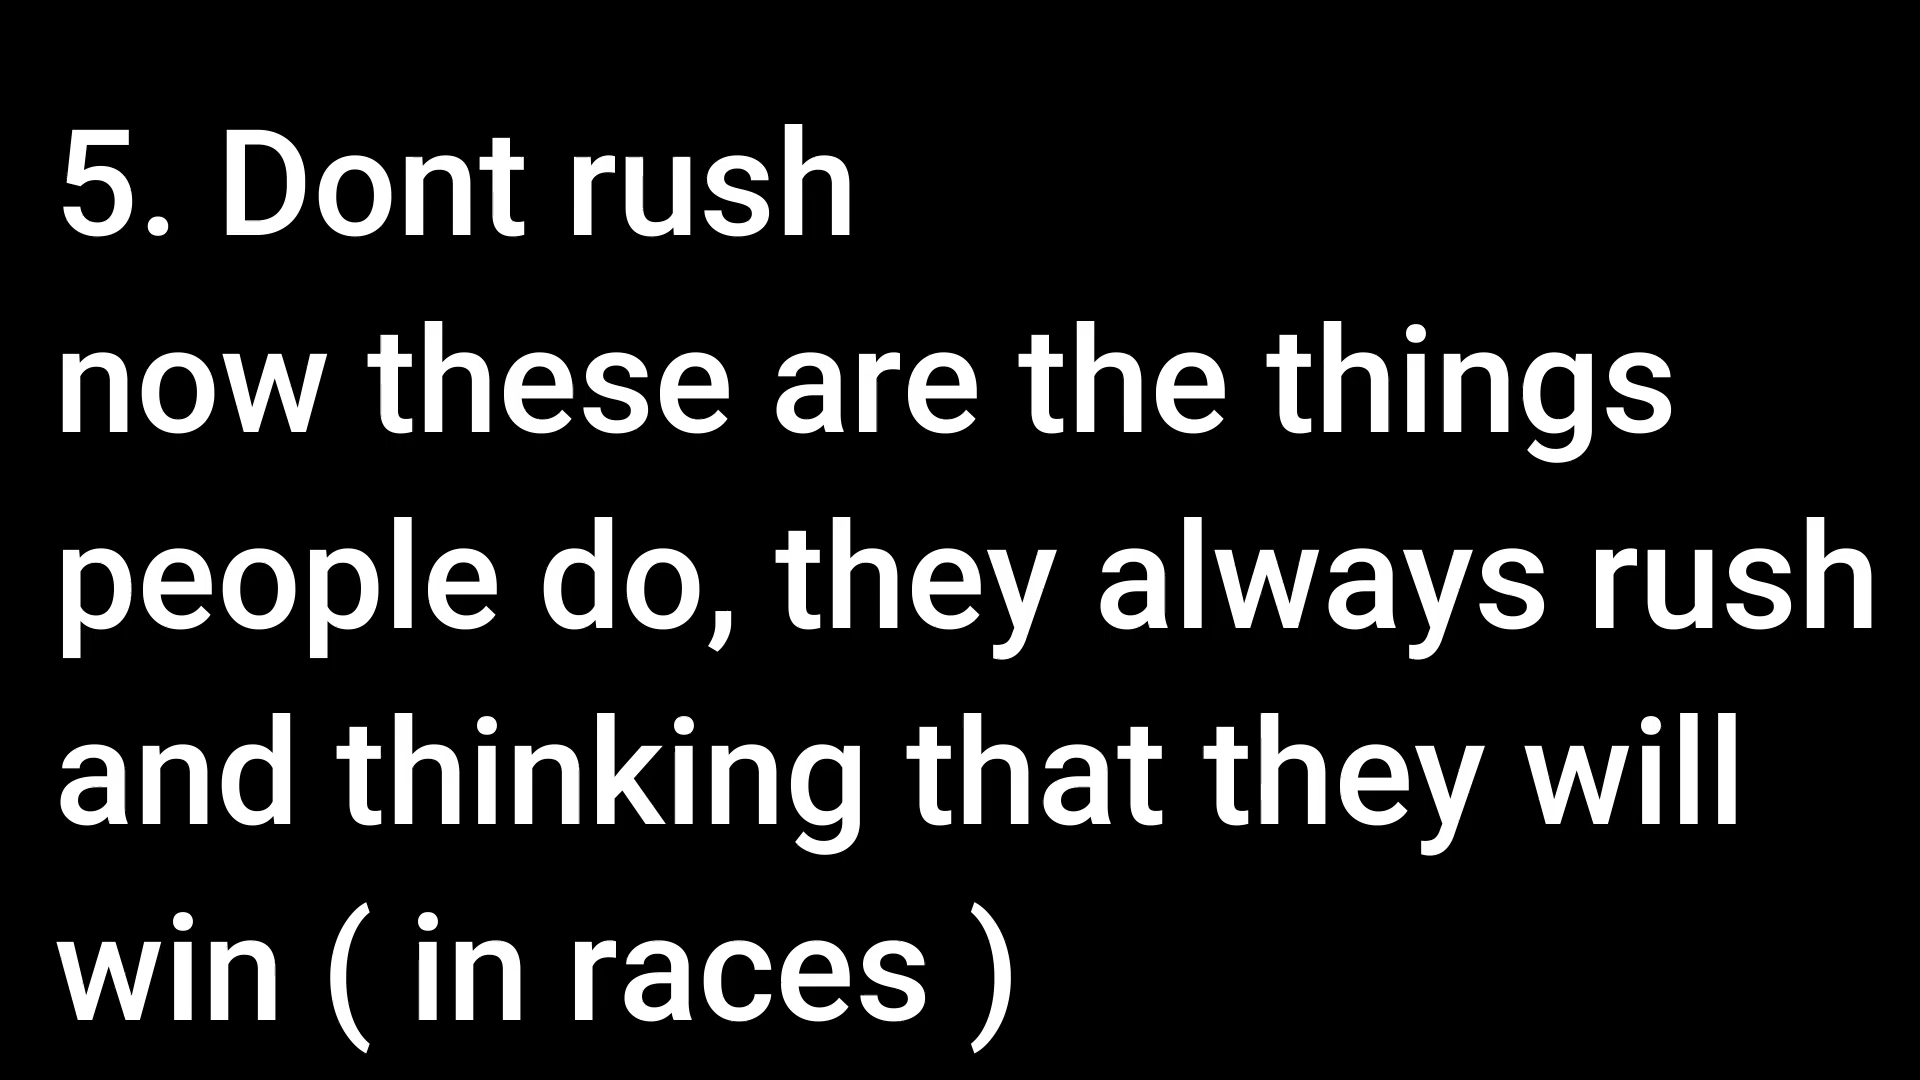 5. Dont rush
now these are the things
people do, they always rush
and thinking that they will
win ( in races )